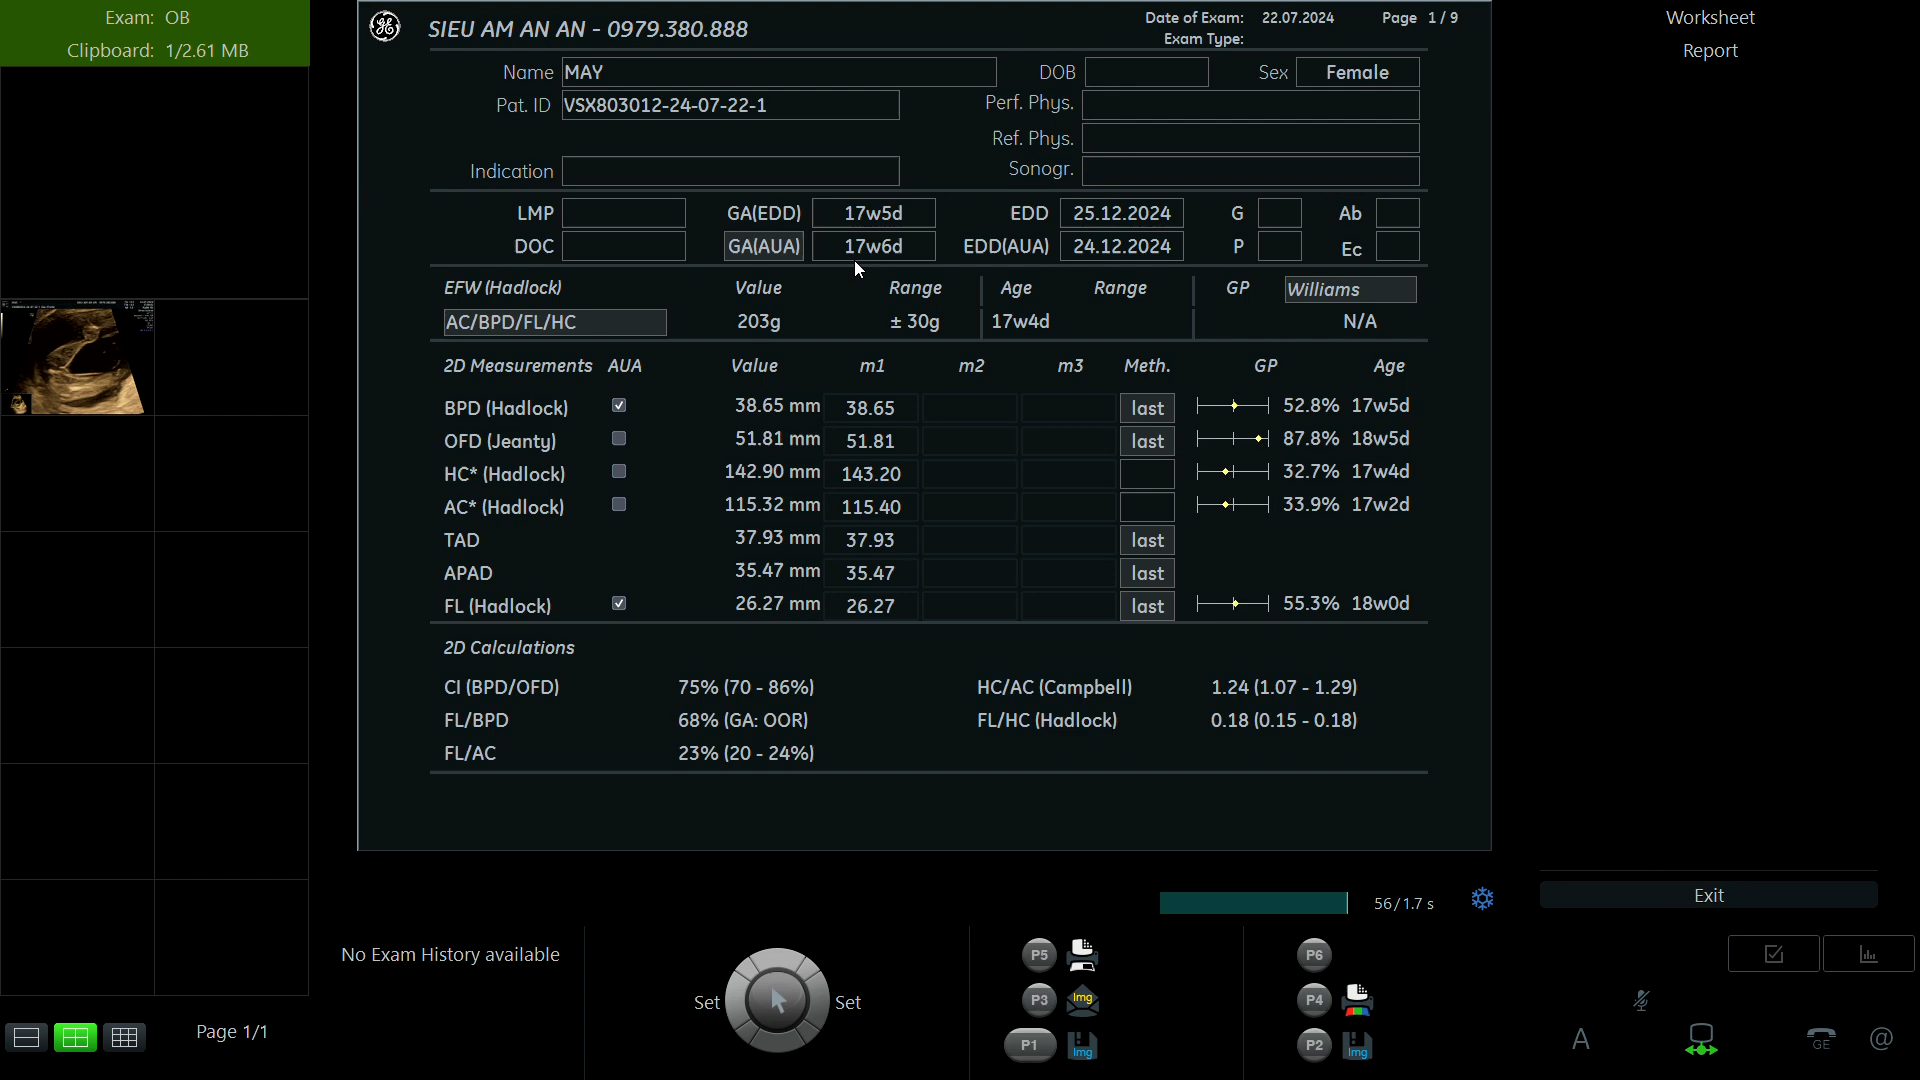 Exam: OB
Clipboard: 1/2.61 MB
SIEU AM AN AN - 0979.380.888
Date of Exam: 22.07.2024 Page 1 / 9
Exam Type:
Worksheet
Report
Name MAY DOB Sex Female
Pat. ID VSX803012-24-07-22-1 Perf. Phys.
Ref. Phys.
Indication Sonogr.
LMP GA(EDD) 17w5d EDD 25.12.2024 G Ab
DOC GA(AUA) 17w6d EDD(AUA) 24.12.2024 P Ec
EFW (Hadlock) Value Range Age Range GP Williams
AC/BPD/FL/HC 203g ± 30g 17w4d N/A
2D Measurements AUA Value m1 m2 m3 Meth. GP Age
BPD (Hadlock) 38.65 mm 38.65 last 52.8% 17w5d
OFD (Jeanty) 51.81 mm 51.81 last 87.8% 18w5d
HC* (Hadlock) 142.90 mm 143.20 32.7% 17w4d
AC* (Hadlock) 115.32 mm 115.40 33.9% 17w2d
TAD 37.93 mm 37.93 last
APAD 35.47 mm 35.47 last
FL (Hadlock) 26.27 mm 26.27 last 55.3% 18w0d
2D Calculations
CI (BPD/OFD) 75% (70 - 86%) HC/AC (Campbell) 1.24 (1.07 - 1.29)
FL/BPD 68% (GA: OOR) FL/HC (Hadlock) 0.18 (0.15 - 0.18)
FL/AC 23% (20 - 24%)
56/1.7 s
Exit
No Exam History available
Set Set
P5 P6
P3 Img P4
P1 Img P2 Img
Page 1/1
A GE @